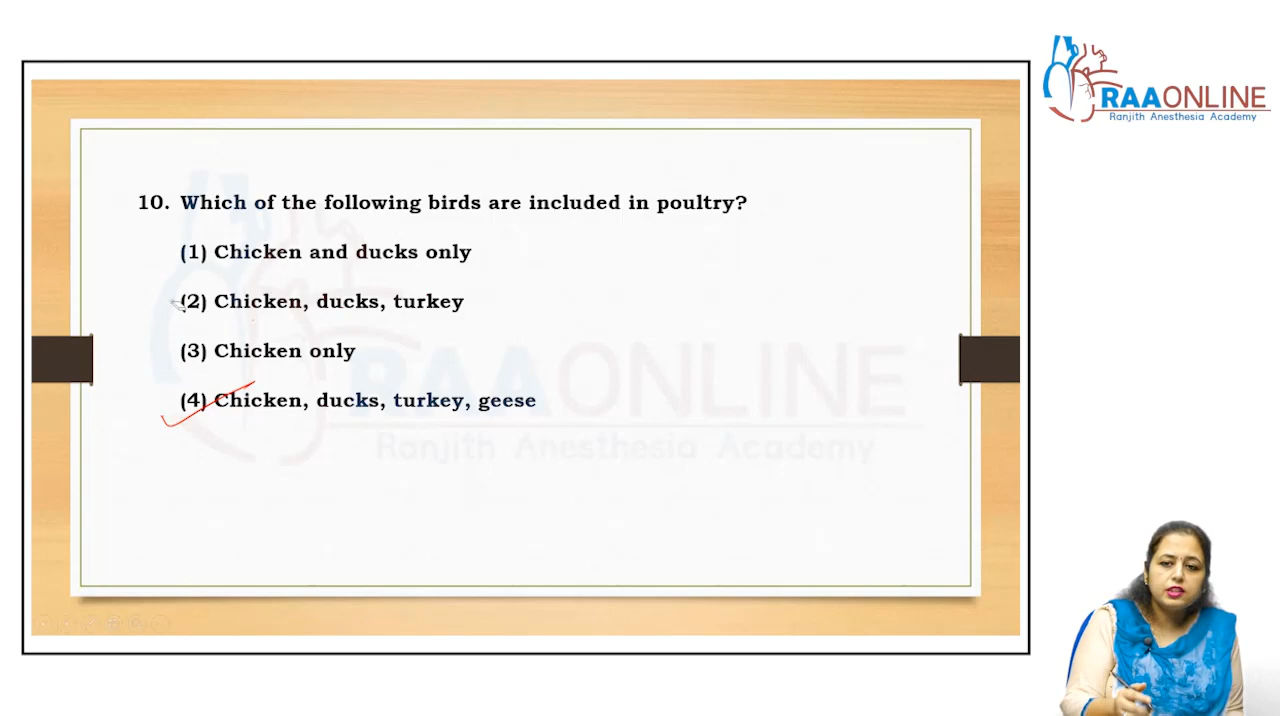 RAAONLINE
Ranjith Anesthesia Academy
10. Which of the following birds are included in poultry?
(1) Chicken and ducks only
(2) Chicken, ducks, turkey
(3) Chicken only
(4) Chicken, ducks, turkey, geese
RAAONLINE
Ranjith Anesthesia Academy